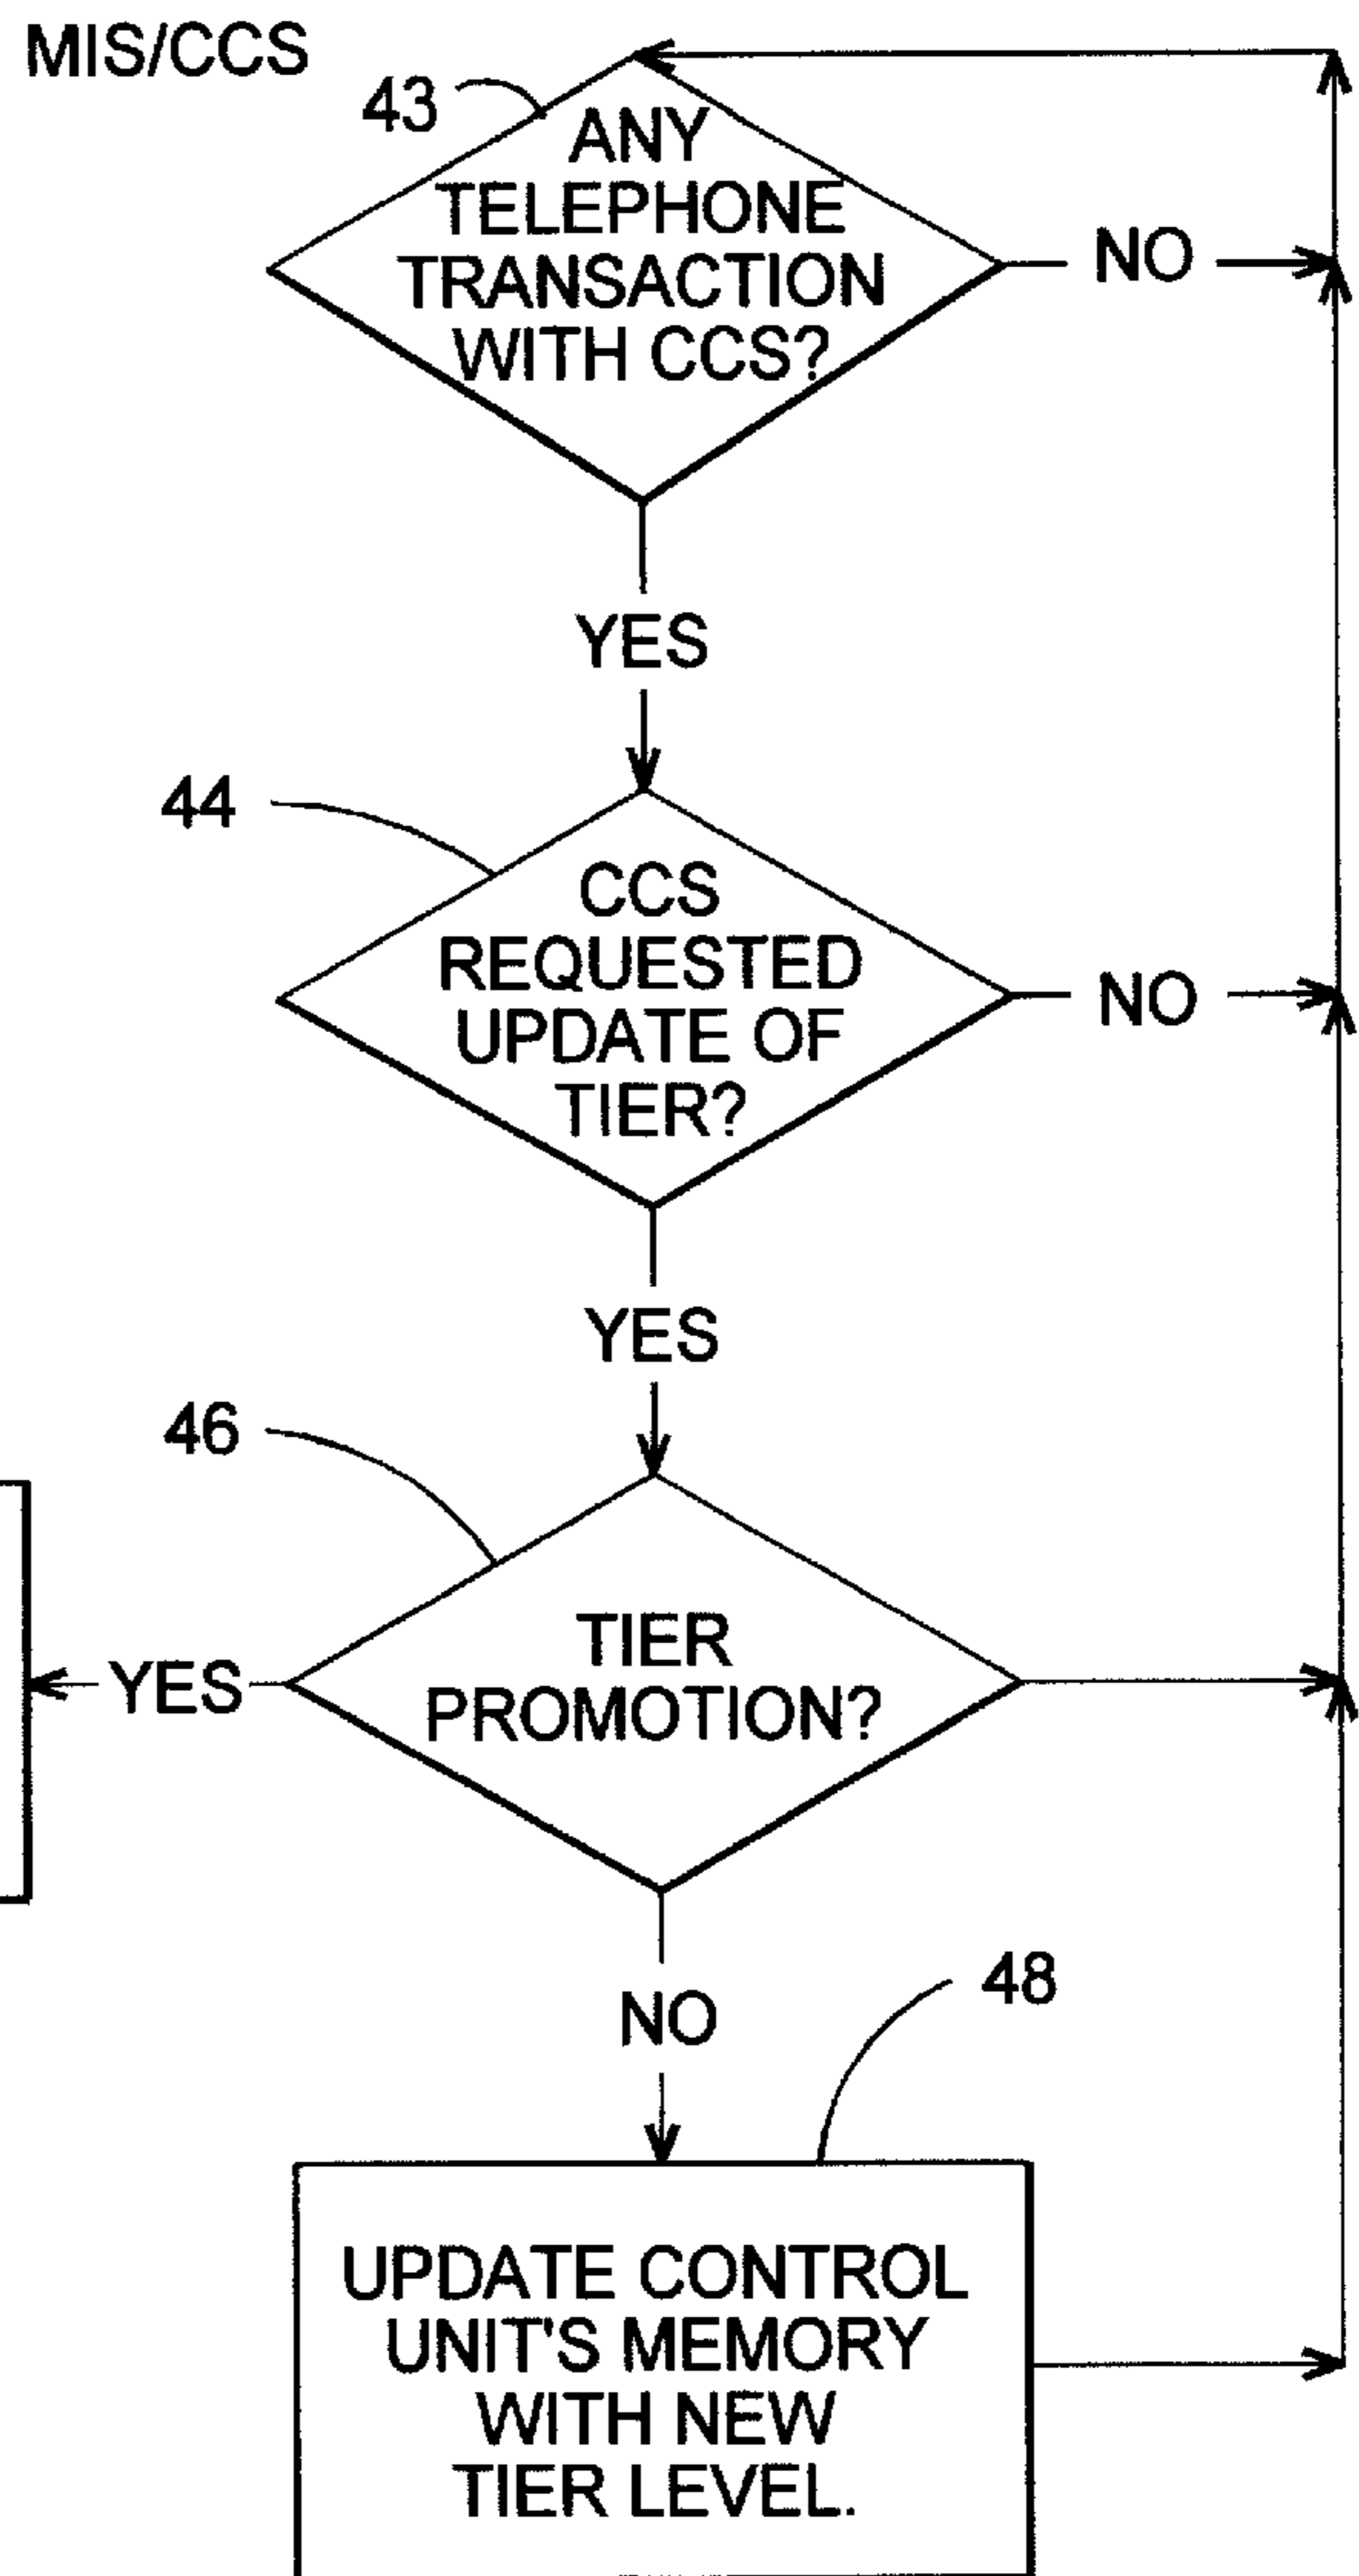 MIS/CCS
43
ANY
TELEPHONE
TRANSACTION
WITH CCS?
NO
YES
44
CCS
REQUESTED
UPDATE OF
TIER?
NO
YES
46
TIER
PROMOTION?
YES
NO
48
UPDATE CONTROL
UNIT'S MEMORY
WITH NEW
TIER LEVEL.